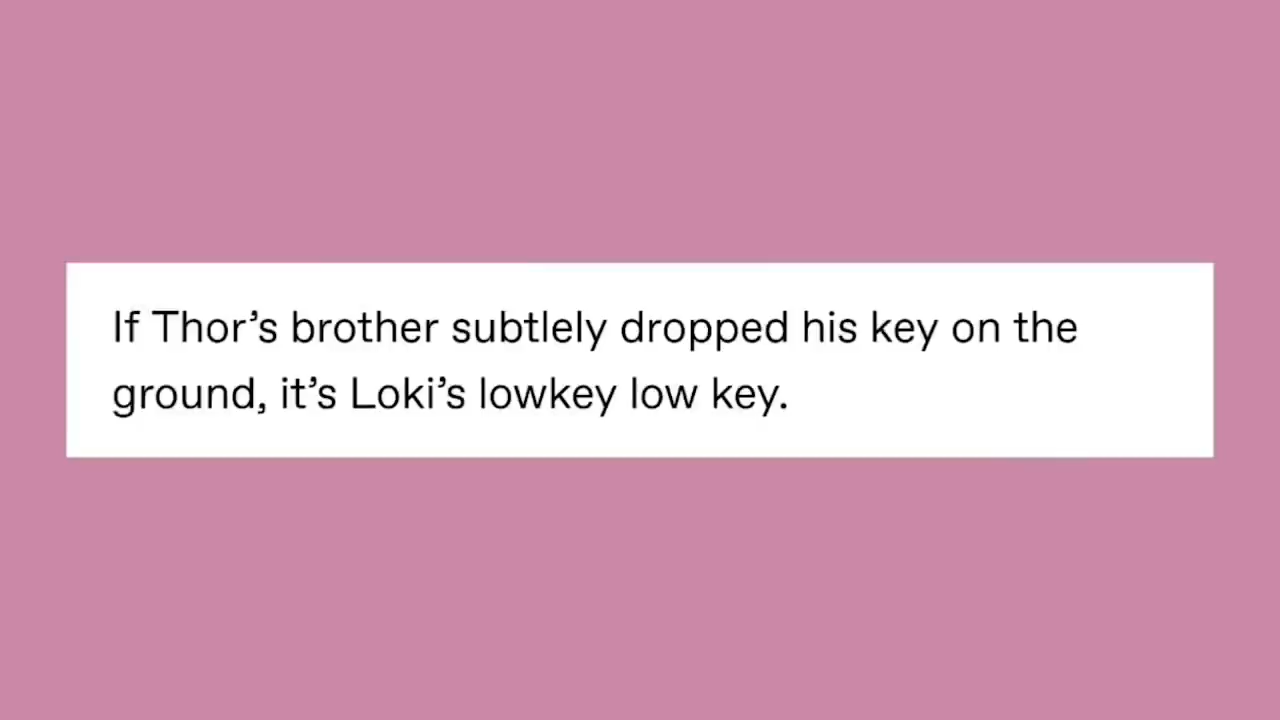 If Thor’s brother subtlely dropped his key on the
ground, it’s Loki’s lowkey low key.